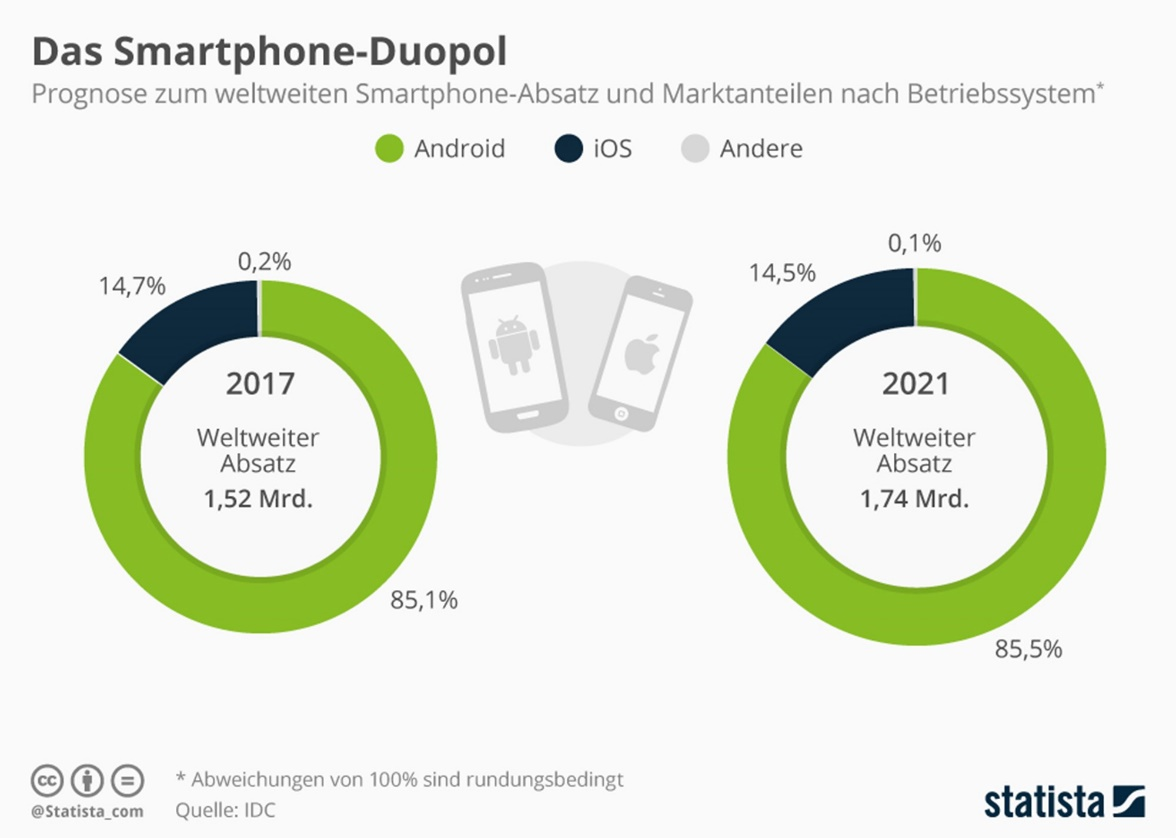 Das Smartphone-Duopol
Prognose zum weltweiten Smartphone-Absatz und Marktanteilen nach Betriebssystem*
Android iOS Andere
0,2%
14,7%
2017
Weltweiter
Absatz
1,52 Mrd.
85,1%
0,1%
14,5%
2021
Weltweiter
Absatz
1,74 Mrd.
85,5%
cc
@Statista_com
* Abweichungen von 100% sind rundungsbedingt
Quelle: IDC
statista